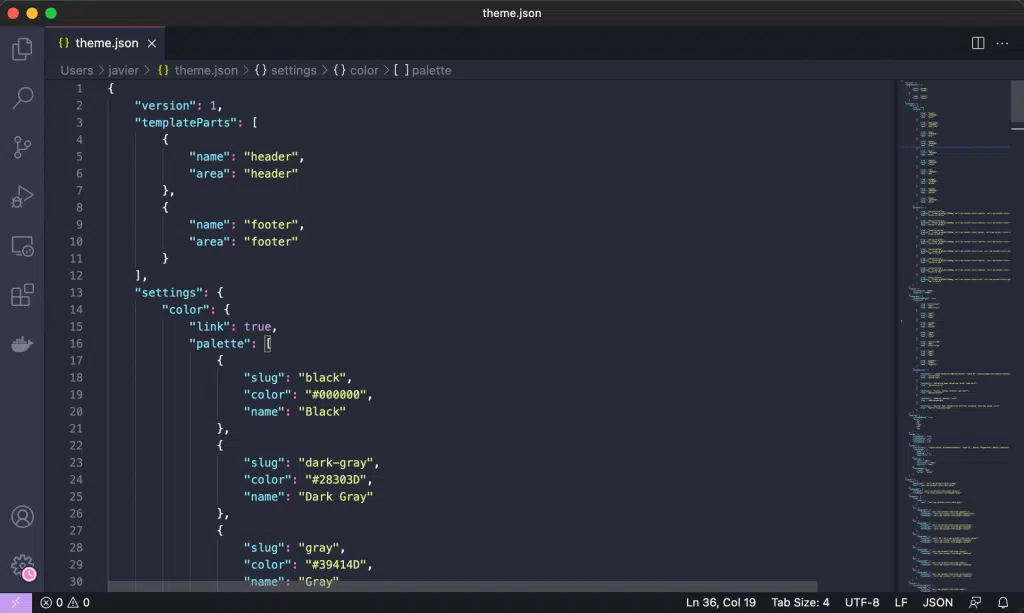 theme.json
{} theme.json ×
Users > javier > {} theme.json > {} settings > {} color > [ ] palette
1 {
2 "version": 1,
3 "templateParts": [
4 {
5 "name": "header",
6 "area": "header"
7 },
8 {
9 "name": "footer",
10 "area": "footer"
11 }
12 ],
13 "settings": {
14 "color": {
15 "link": true,
16 "palette": [
17 {
18 "slug": "black",
19 "color": "#000000",
20 "name": "Black"
21 },
22 {
23 "slug": "dark-gray",
24 "color": "#28303D",
25 "name": "Dark Gray"
26 },
27 {
28 "slug": "gray",
29 "color": "#39414D",
30 "name": "Gray"
0 0 Ln 36, Col 19 Tab Size: 4 UTF-8 LF JSON